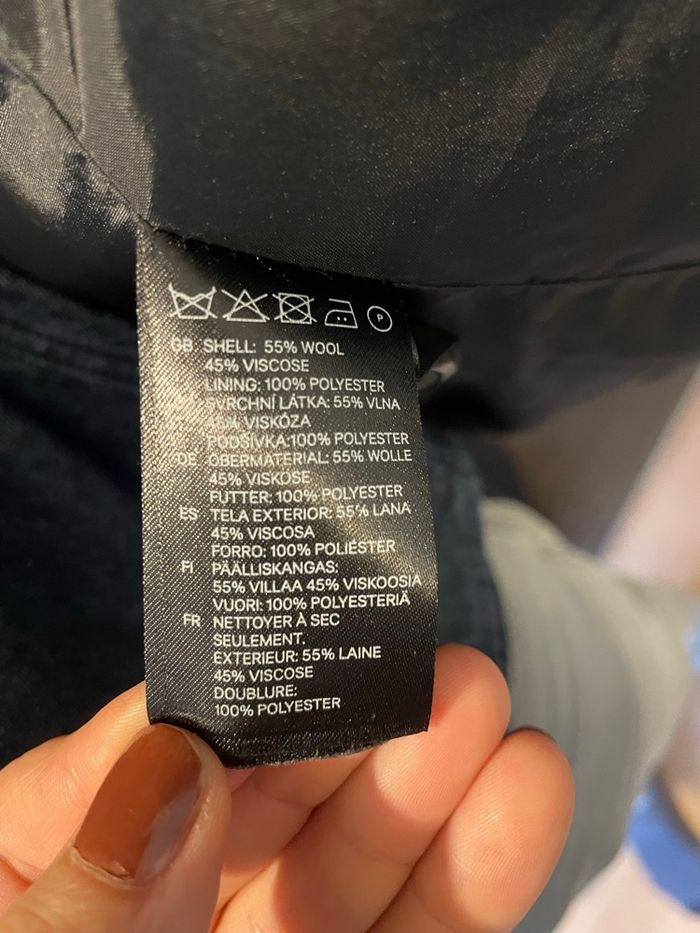 P
GB SHELL: 55% WOOL
45% VISCOSE
LINING: 100% POLYESTER
SVRCHNÍ LÁTKA: 55% VLNA
45% VISKÓZA
PODŠÍVKA:100% POLYESTER
DE OBERMATERIAL: 55% WOLLE
45% VISKOSE
FUTTER: 100% POLYESTER
ES TELA EXTERIOR: 55% LANA
45% VISCOSA
FORRO: 100% POLIÉSTER
FI PÄÄLLISKANGAS:
55% VILLAA 45% VISKOOSIA
VUORI: 100% POLYESTERIÄ
FR NETTOYER À SEC
SEULEMENT.
EXTERIEUR: 55% LAINE
45% VISCOSE
DOUBLURE:
100% POLYESTER